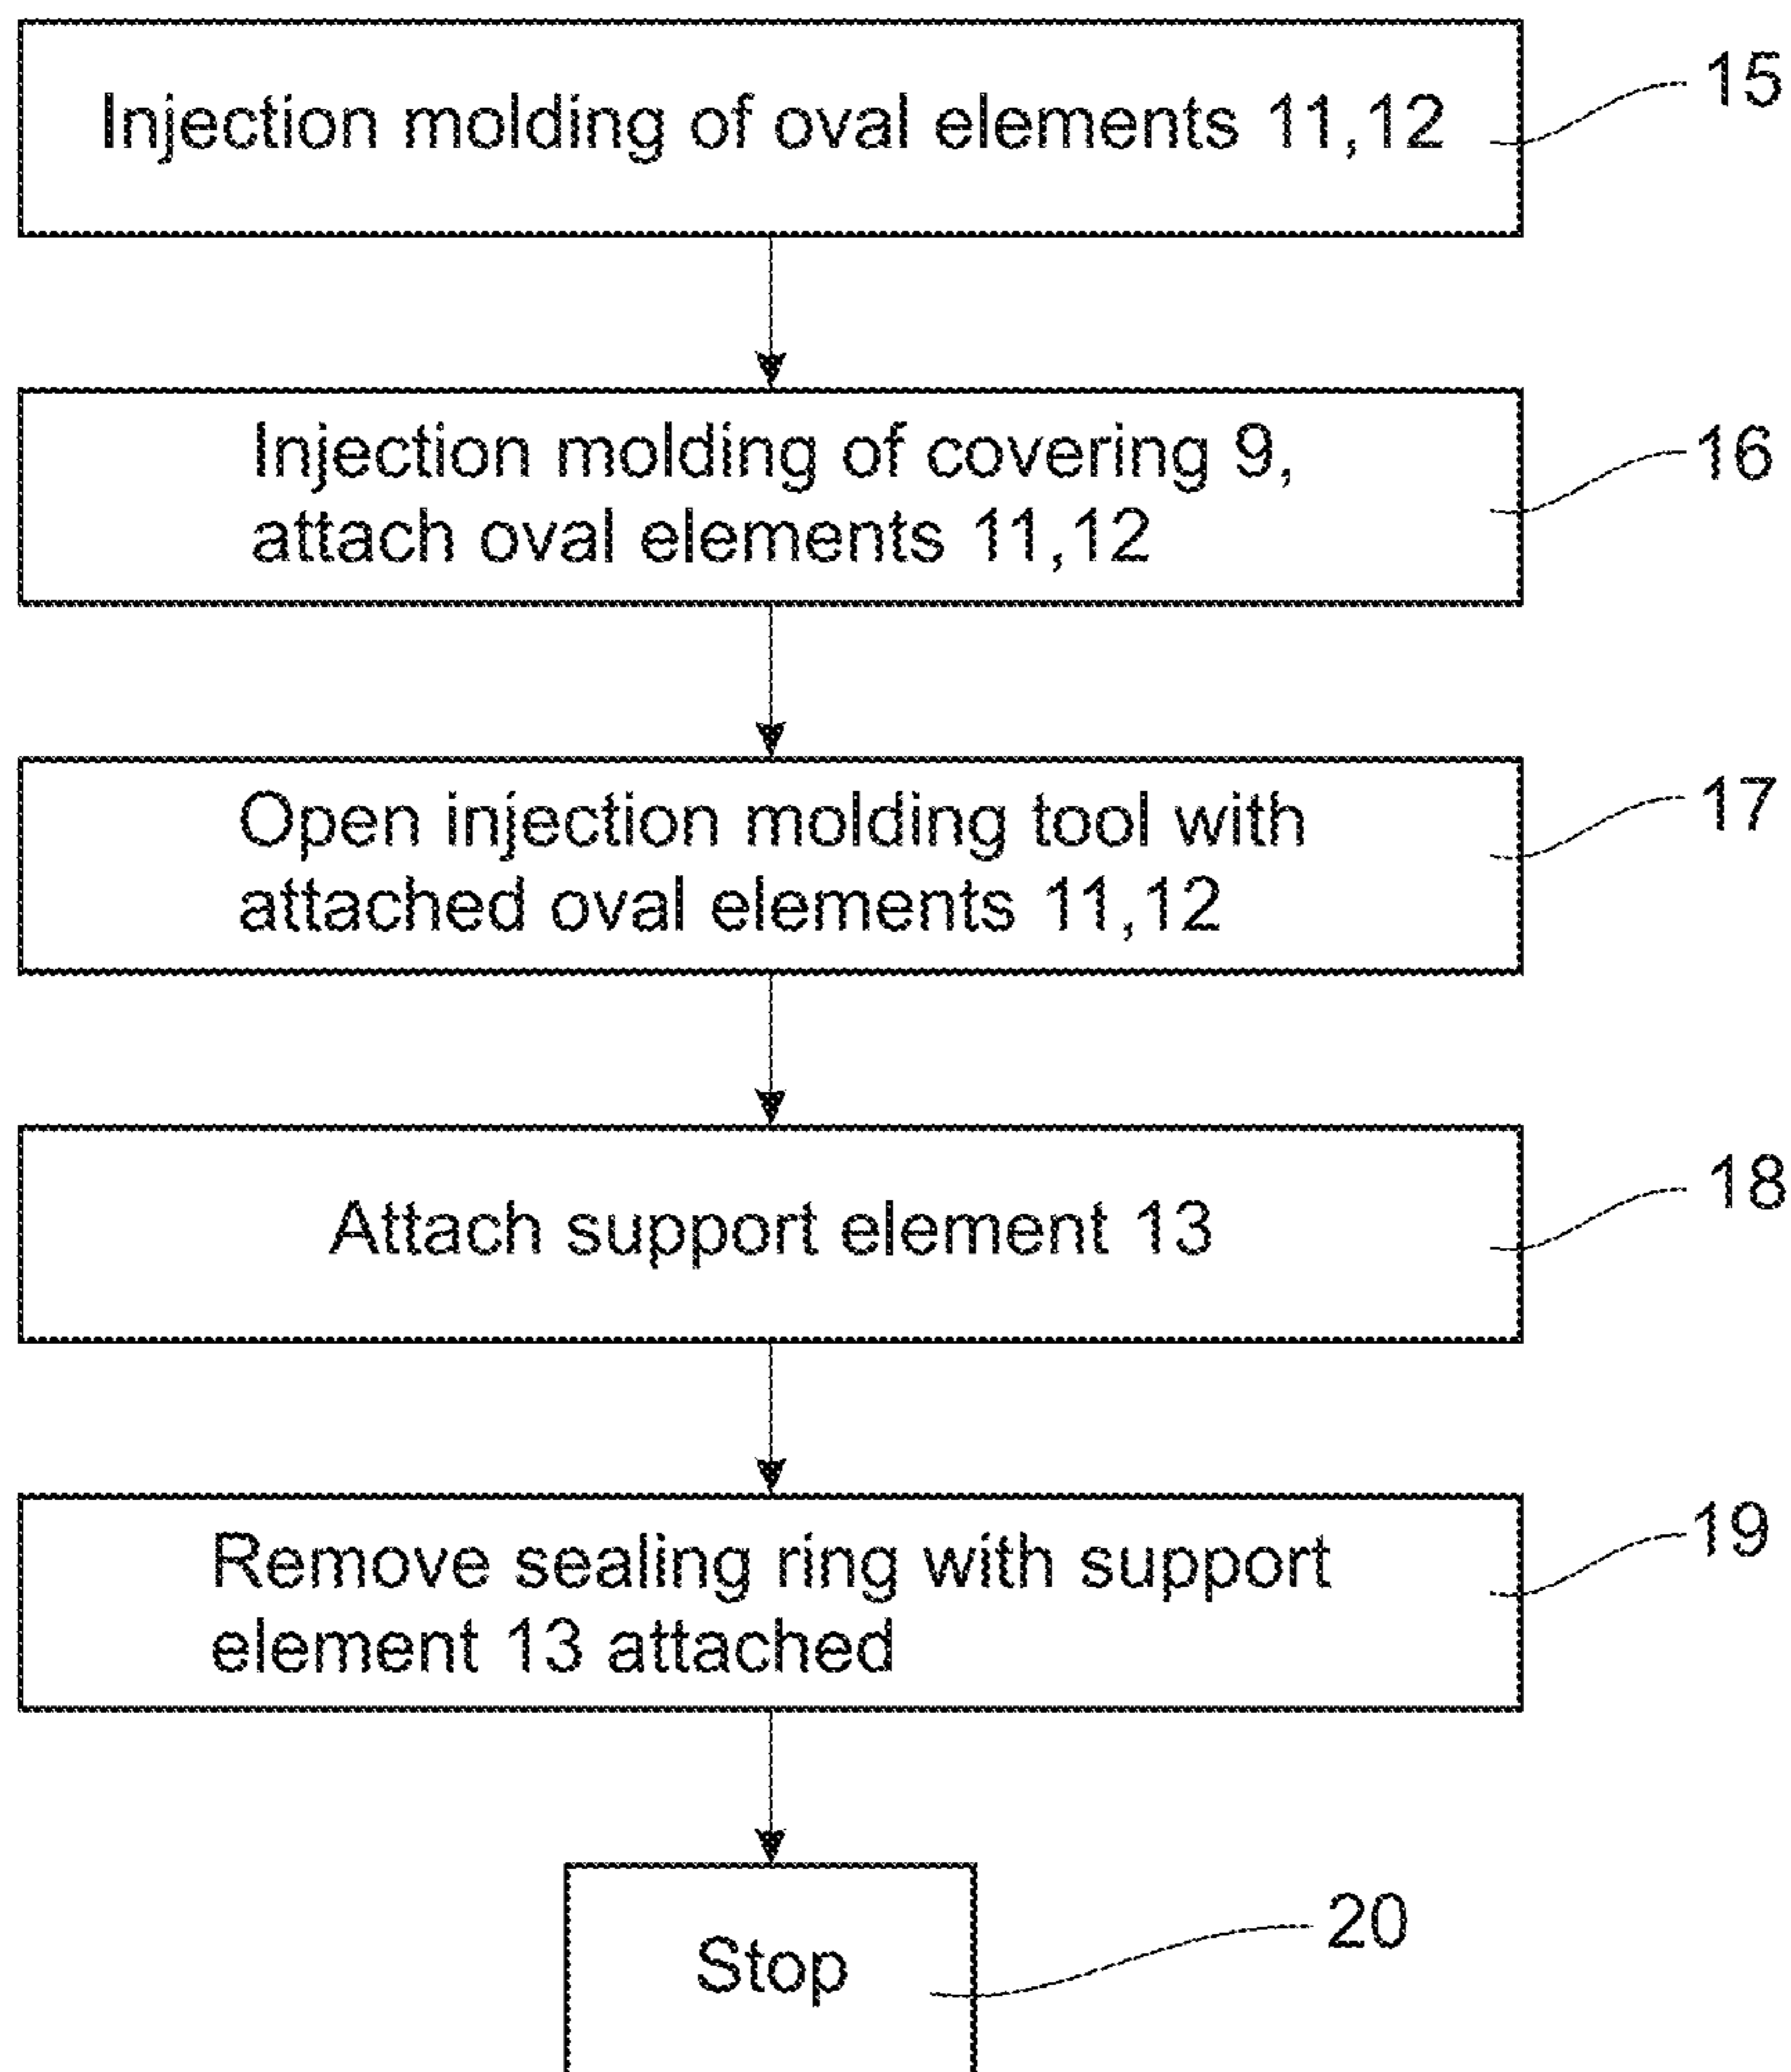 Injection molding of oval elements 11,12
15
Injection molding of covering 9,
attach oval elements 11,12
16
Open injection molding tool with
attached oval elements 11,12
17
Attach support element 13
18
Remove sealing ring with support
element 13 attached
19
Stop
20